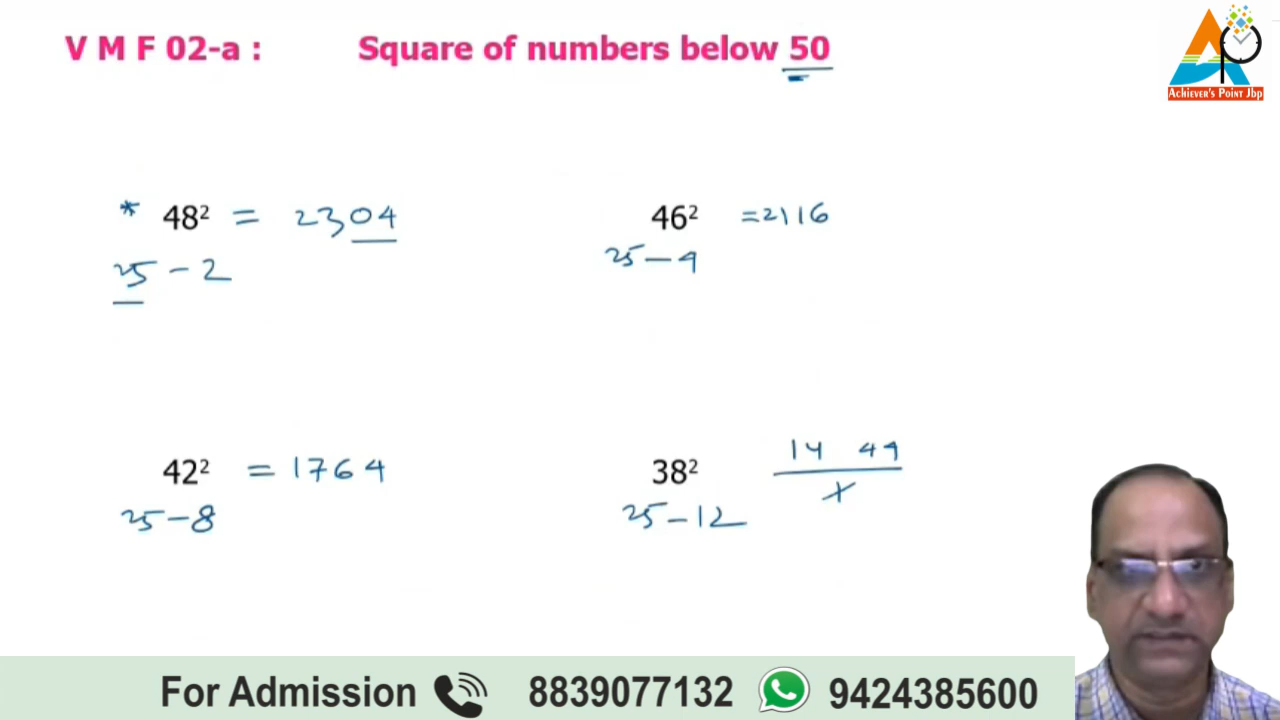 V M F 02-a : Square of numbers below 50
ACHIEVER'S POINT JBP
* 48² = 2304
25 - 2
46² = 2116
25 - 4
42² = 1764
25 - 8
38² 14 44
25 - 12 x
For Admission 8839077132 9424385600